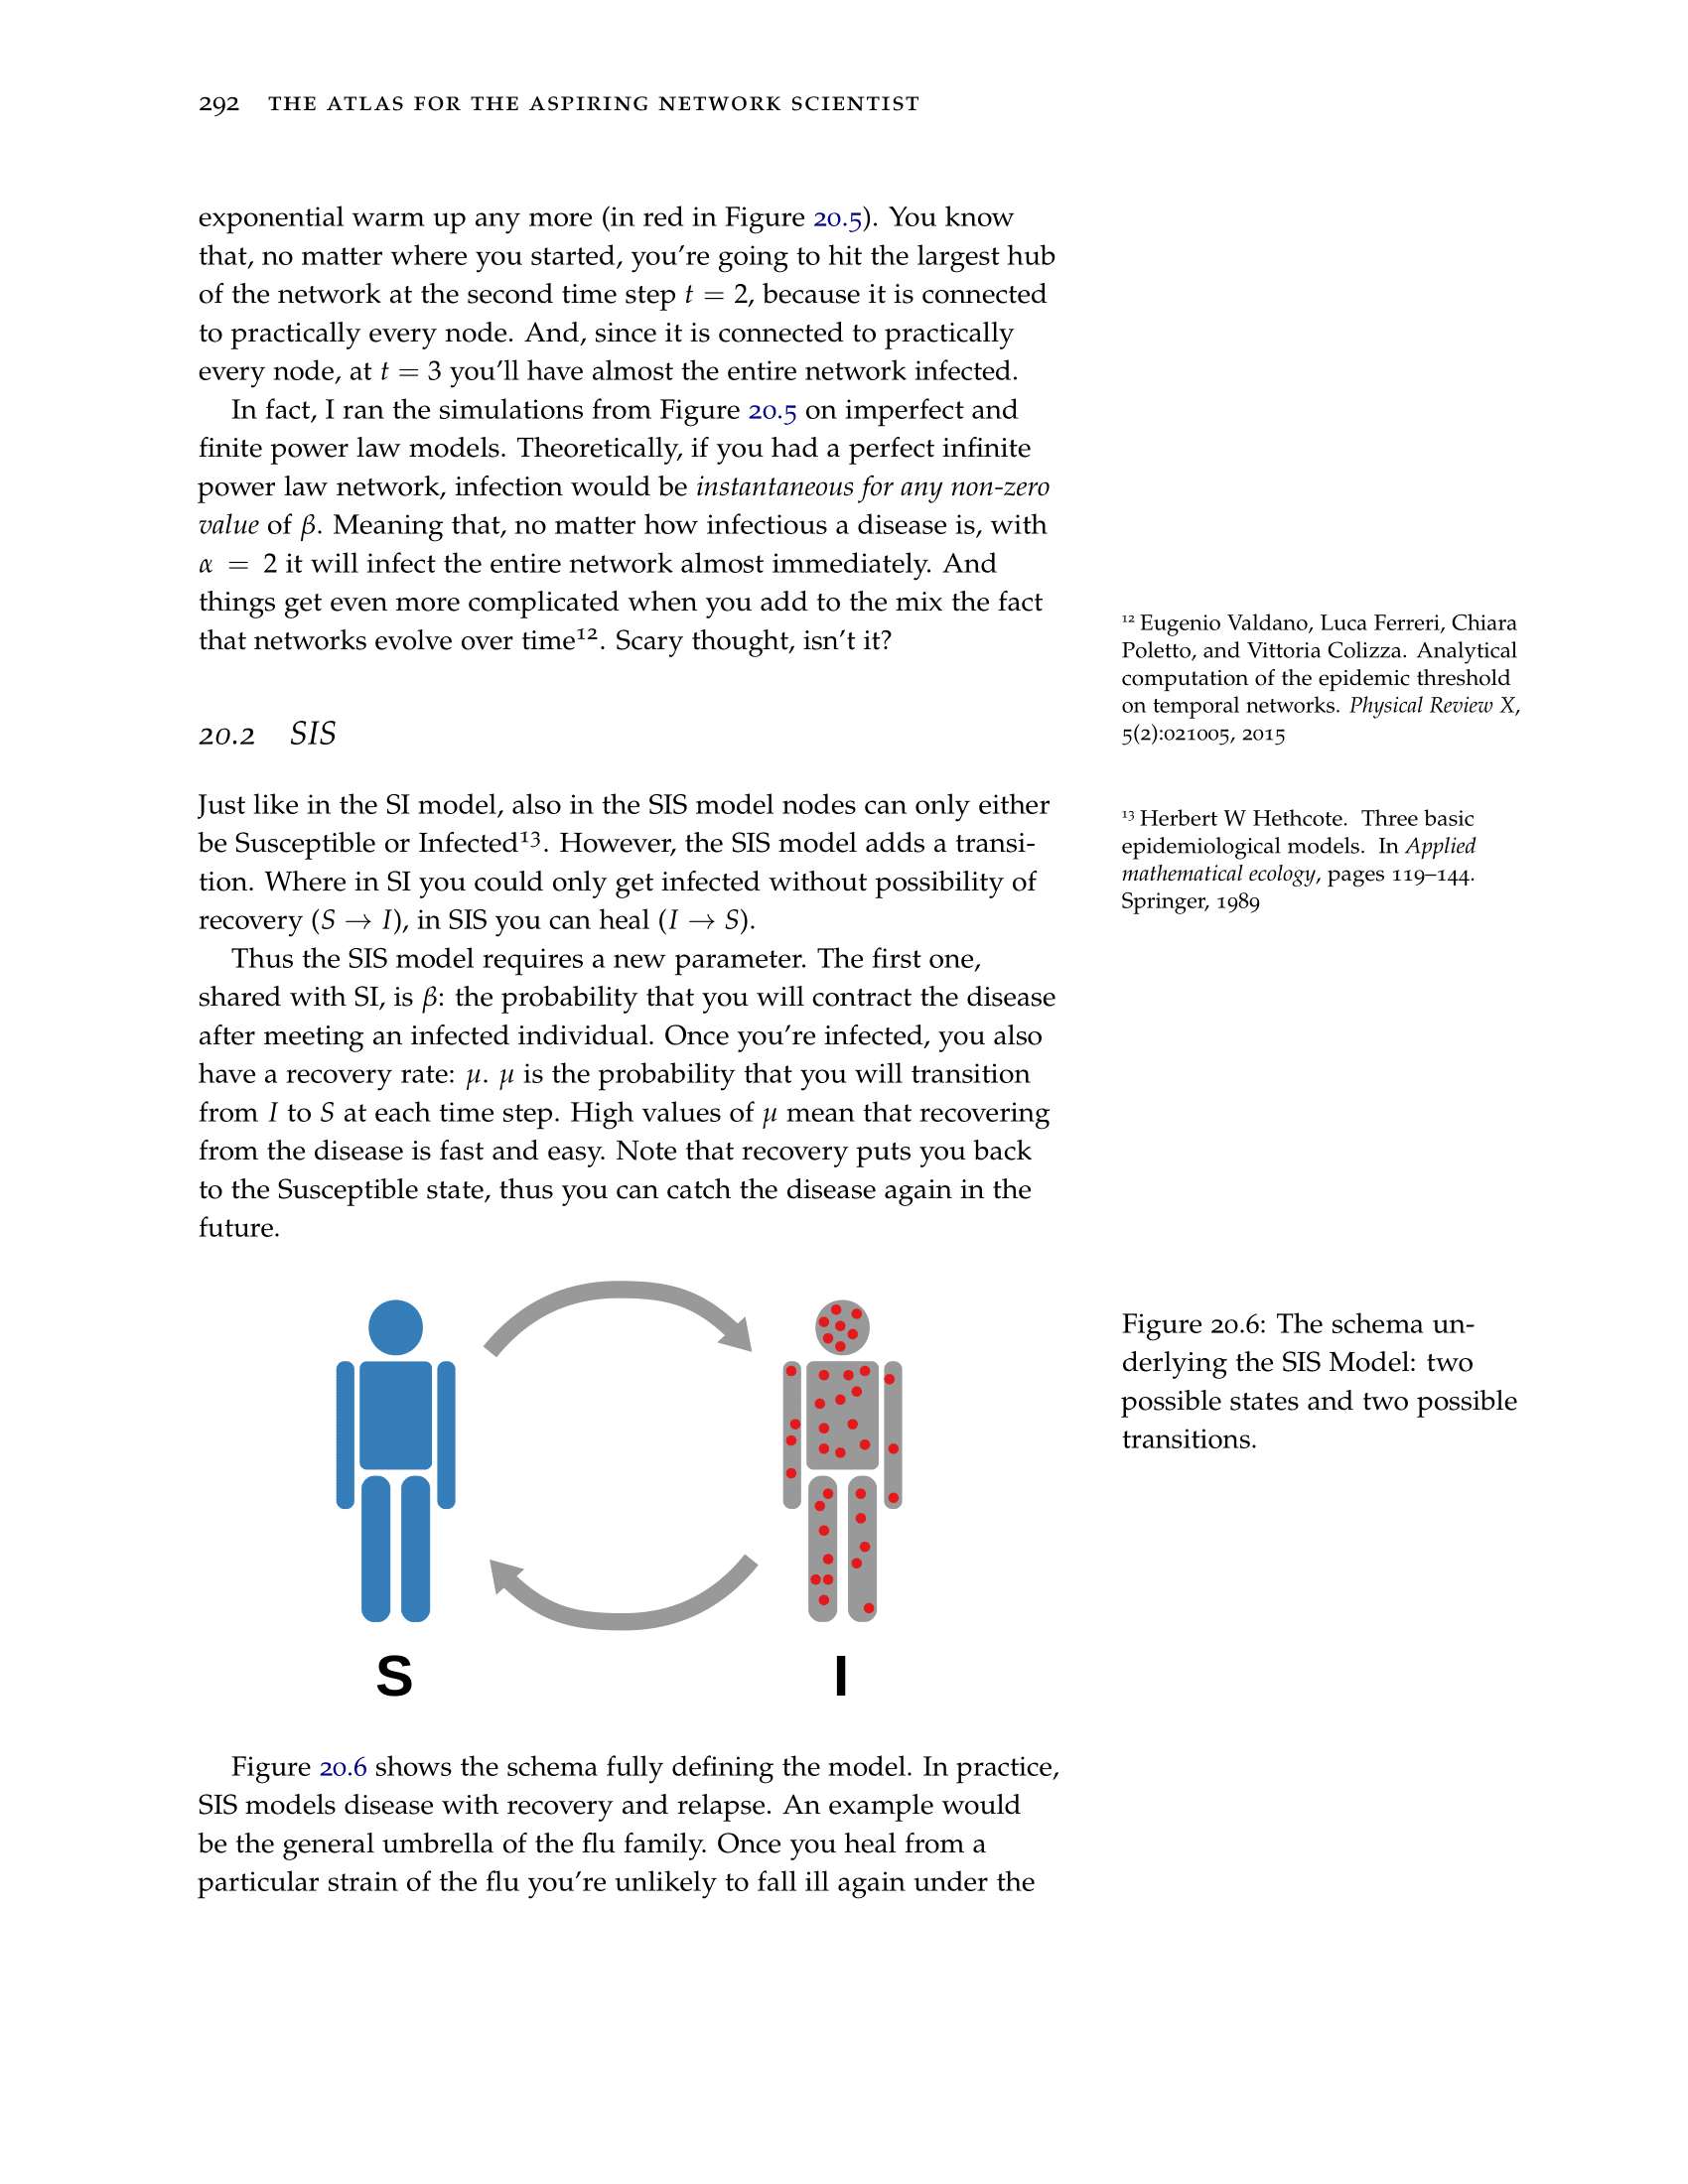 292 THE ATLAS FOR THE ASPIRING NETWORK SCIENTIST
exponential warm up any more (in red in Figure 20.5). You know
that, no matter where you started, you're going to hit the largest hub
of the network at the second time step t = 2, because it is connected
to practically every node. And, since it is connected to practically
every node, at t = 3 you'll have almost the entire network infected.
In fact, I ran the simulations from Figure 20.5 on imperfect and
finite power law models. Theoretically, if you had a perfect infinite
power law network, infection would be instantaneous for any non-zero
value of β. Meaning that, no matter how infectious a disease is, with
α = 2 it will infect the entire network almost immediately. And
things get even more complicated when you add to the mix the fact
that networks evolve over time¹². Scary thought, isn't it?
¹² Eugenio Valdano, Luca Ferreri, Chiara
Poletto, and Vittoria Colizza. Analytical
computation of the epidemic threshold
on temporal networks. Physical Review X,
5(2):021005, 2015
20.2 SIS
Just like in the SI model, also in the SIS model nodes can only either
be Susceptible or Infected¹³. However, the SIS model adds a transi-
tion. Where in SI you could only get infected without possibility of
recovery (S → I), in SIS you can heal (I → S).
¹³ Herbert W Hethcote. Three basic
epidemiological models. In Applied
mathematical ecology, pages 119–144.
Springer, 1989
Thus the SIS model requires a new parameter. The first one,
shared with SI, is β: the probability that you will contract the disease
after meeting an infected individual. Once you're infected, you also
have a recovery rate: μ. μ is the probability that you will transition
from I to S at each time step. High values of μ mean that recovering
from the disease is fast and easy. Note that recovery puts you back
to the Susceptible state, thus you can catch the disease again in the
future.
S
I
Figure 20.6: The schema un-
derlying the SIS Model: two
possible states and two possible
transitions.
Figure 20.6 shows the schema fully defining the model. In practice,
SIS models disease with recovery and relapse. An example would
be the general umbrella of the flu family. Once you heal from a
particular strain of the flu you're unlikely to fall ill again under the